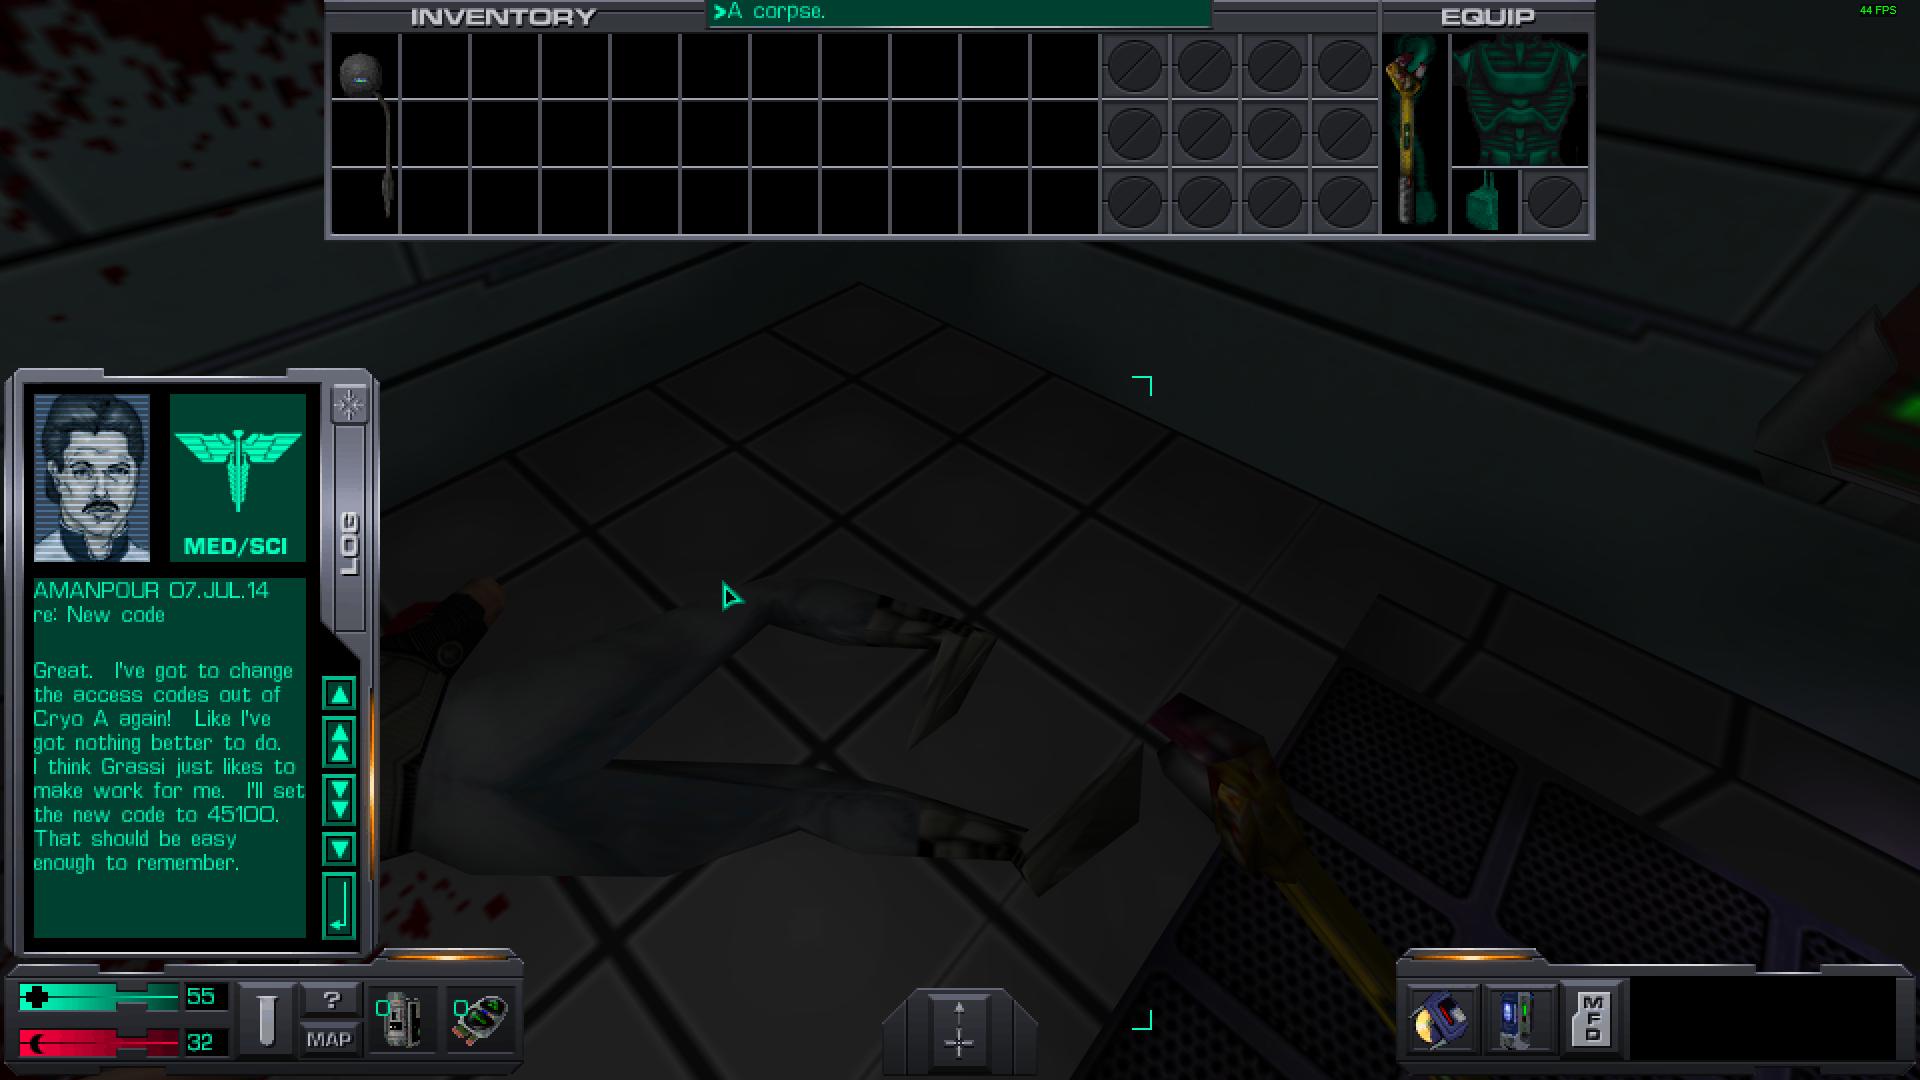 44 FPS
INVENTORY
>A corpse.
EQUIP
MED/SCI
LOG
AMANPOUR 07.JUL.14
re: New code
Great.  I've got to change
the access codes out of
Cryo A again!  Like I've
got nothing better to do.
I think Grassi just likes to
make work for me.  I'll set
the new code to 45100.
That should be easy
enough to remember.
55
32
?
MAP
0
0
MFD